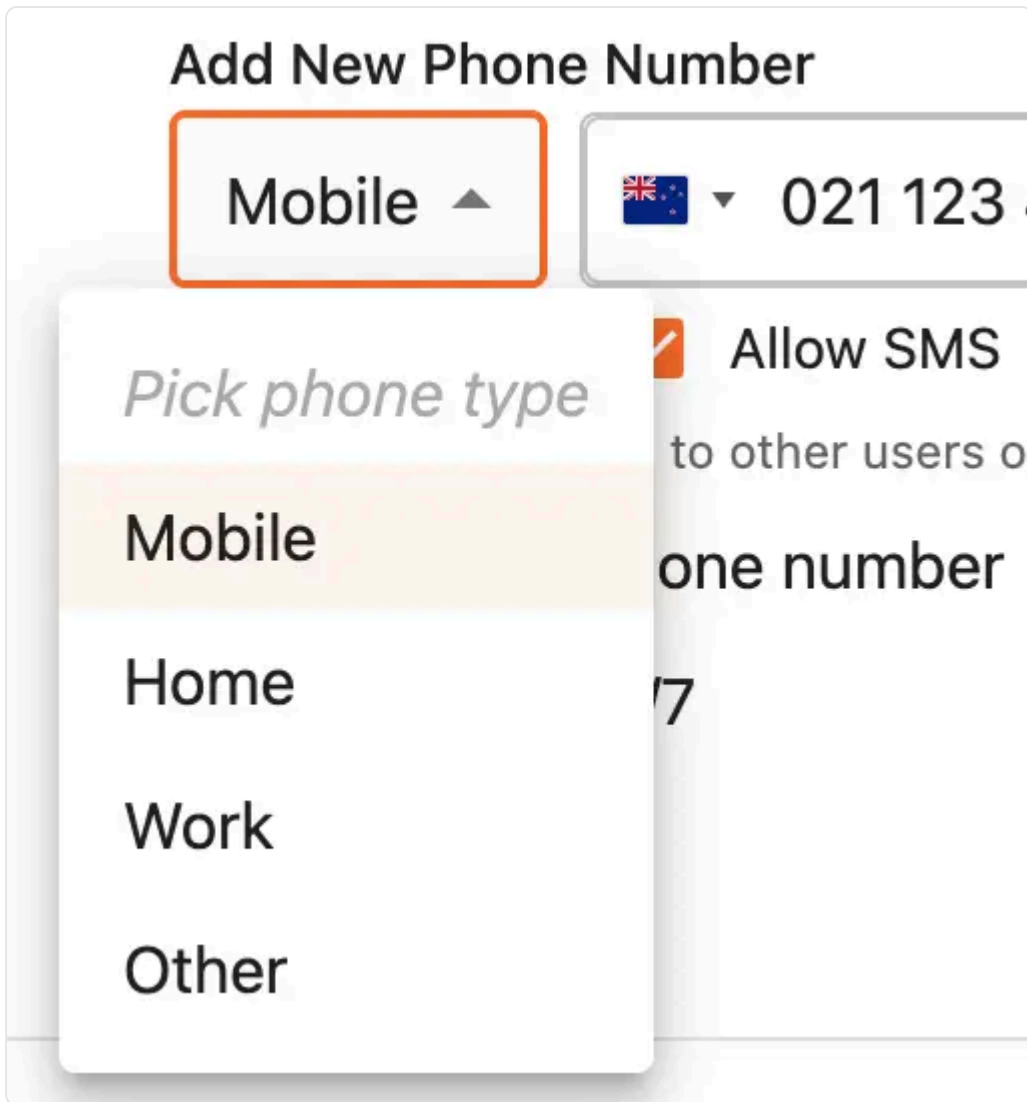 Add New Phone Number
Mobile
021 123
Pick phone type
Allow SMS
to other users
Mobile
one number
Home
/7
Work
Other